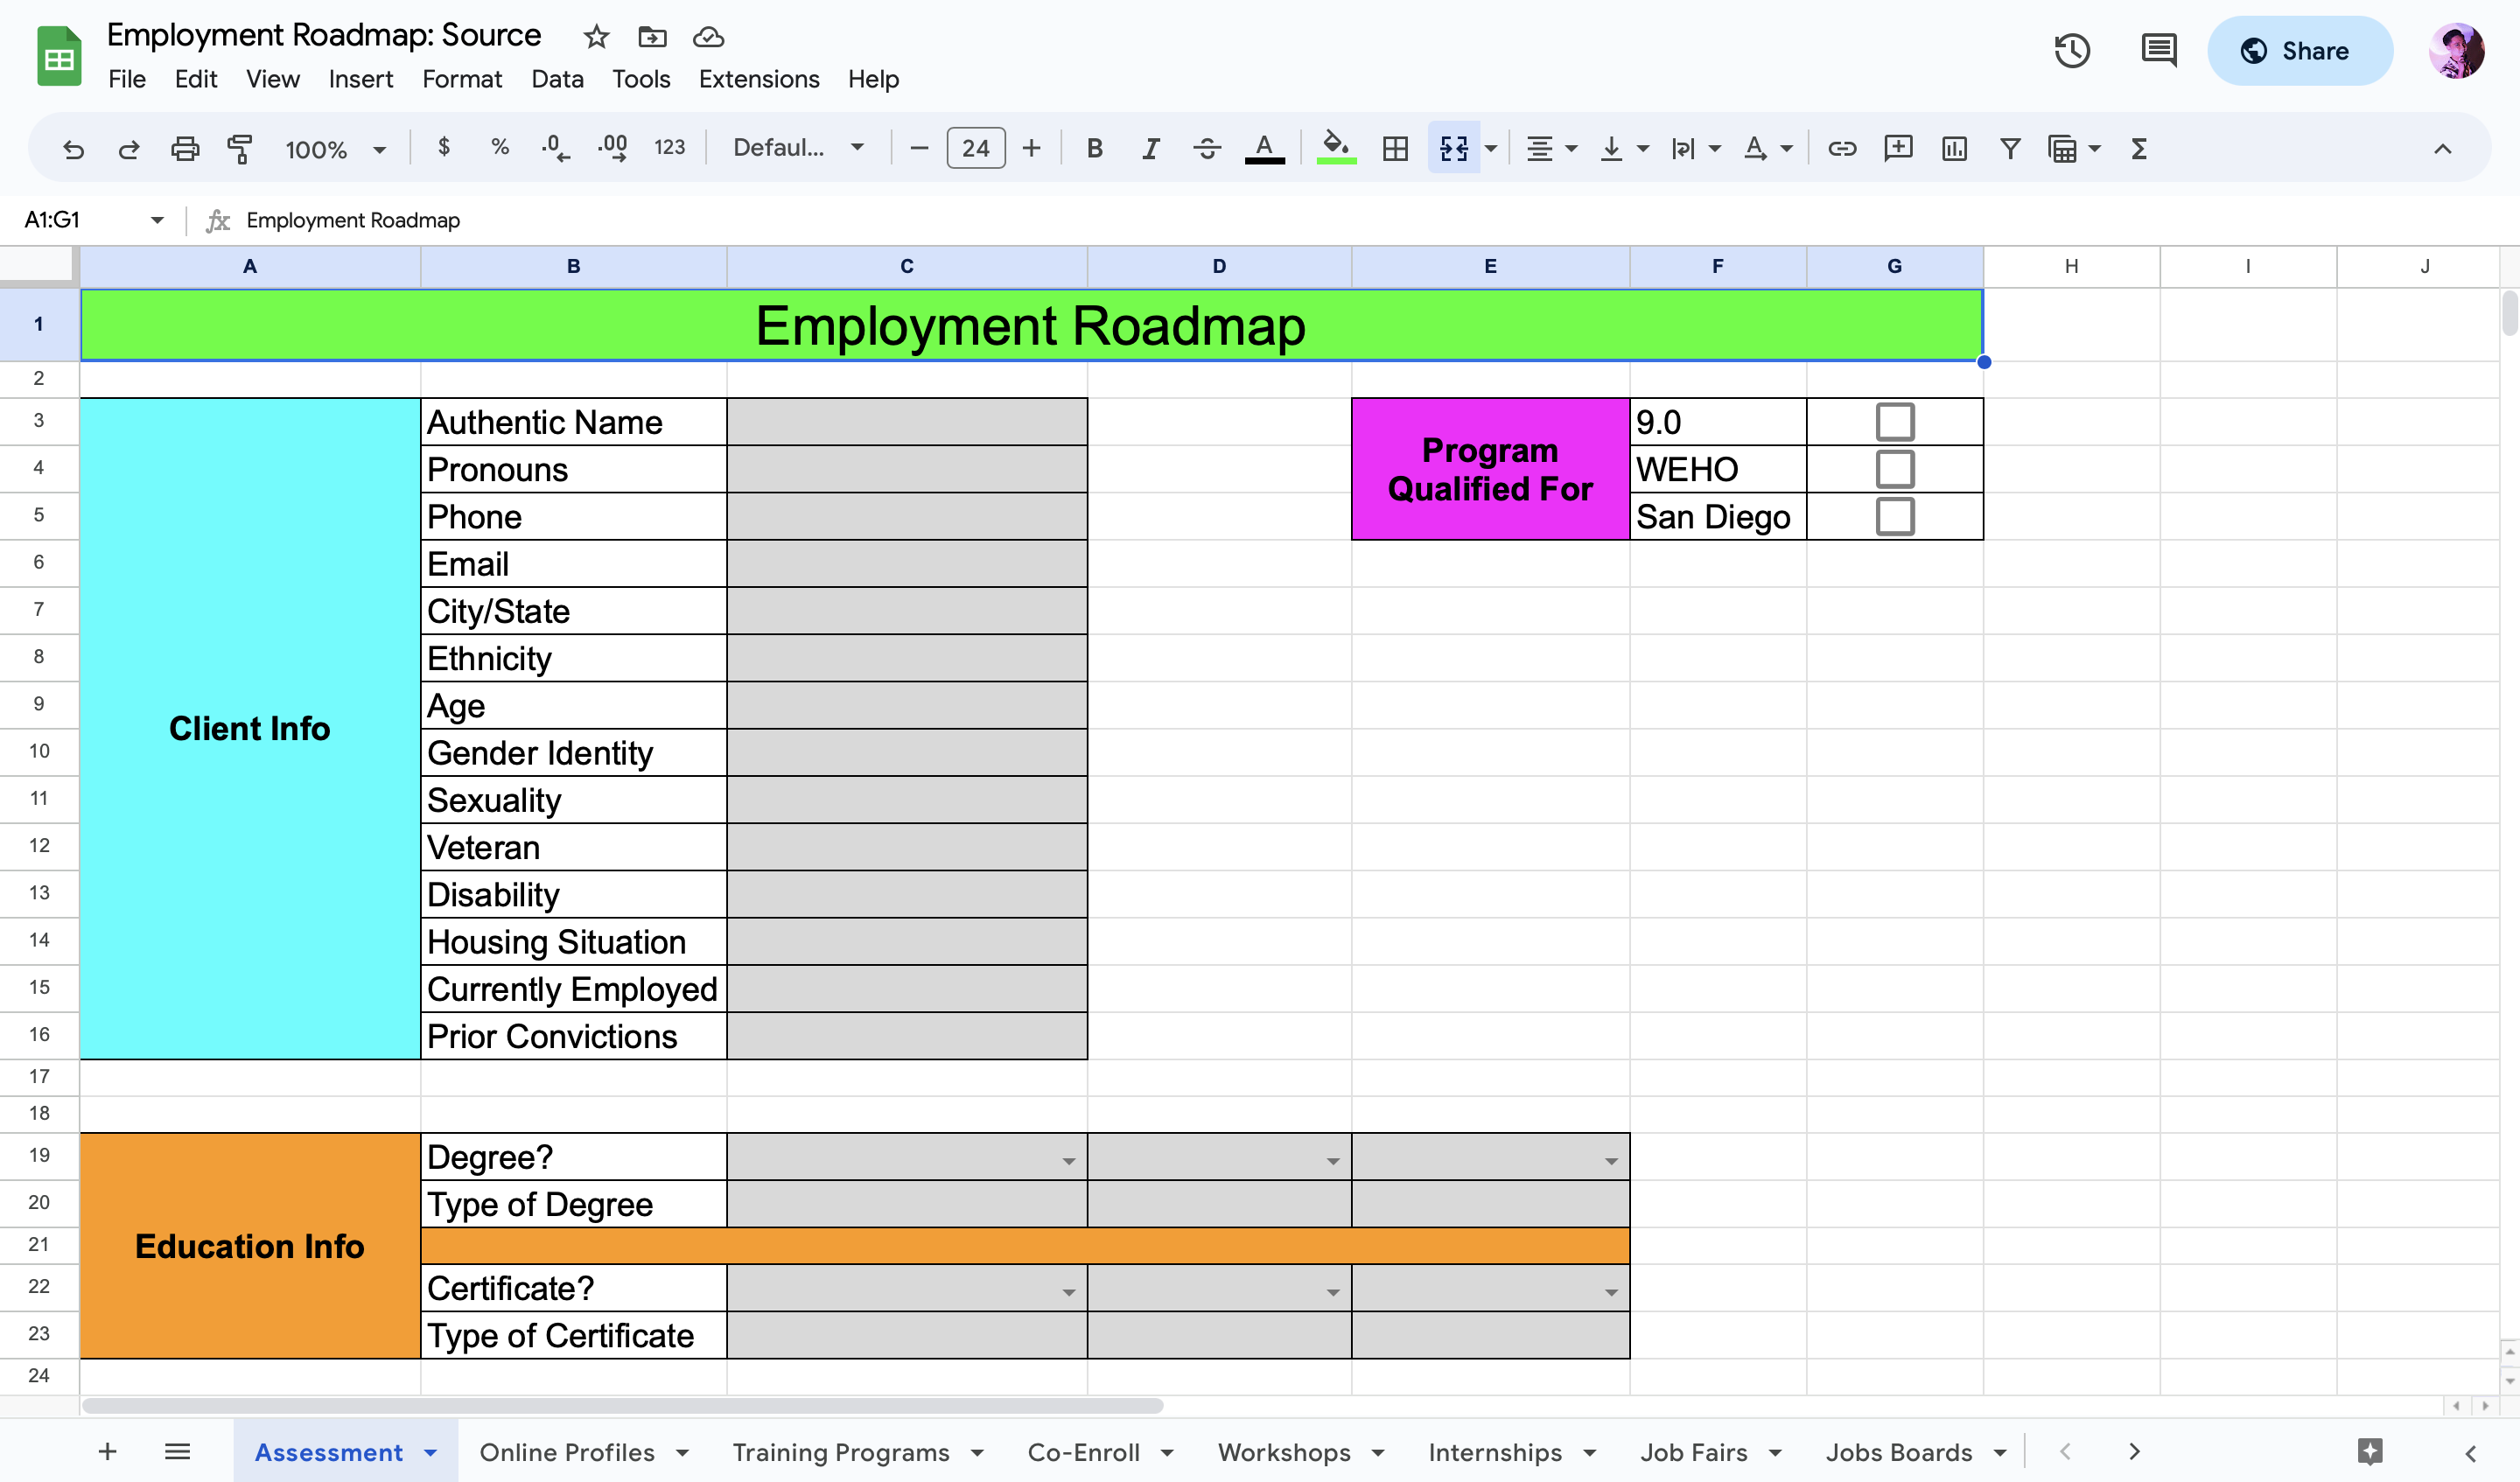 Employment Roadmap: Source
File Edit View Insert Format Data Tools Extensions Help
Share
100% $ % .0 .00 123 Defaul... 24 B I A A Σ
A1:G1 fx Employment Roadmap
A B C D E F G H I J
1 Employment Roadmap
2
3 Authentic Name 9.0
4 Pronouns WEHO
Program
Qualified For
5 Phone San Diego
6 Email
7 City/State
8 Ethnicity
9 Age
Client Info
10 Gender Identity
11 Sexuality
12 Veteran
13 Disability
14 Housing Situation
15 Currently Employed
16 Prior Convictions
17
18
19 Degree?
20 Type of Degree
21 Education Info
22 Certificate?
23 Type of Certificate
24
Assessment Online Profiles Training Programs Co-Enroll Workshops Internships Job Fairs Jobs Boards